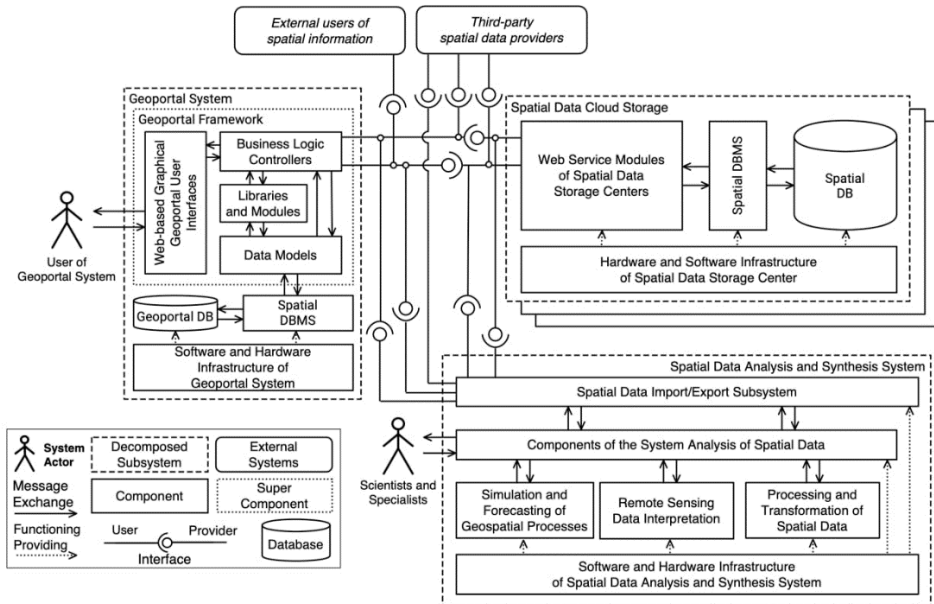 External users of
spatial information
Third-party
spatial data providers
Geoportal System
Geoportal Framework
Web-based Graphical
Geoportal User
Interfaces
Business Logic
Controllers
Libraries
and Modules
Data Models
User of
Geoportal System
Geoportal DB
Spatial
DBMS
Software and Hardware
Infrastructure of
Geoportal System
Spatial Data Cloud Storage
Web Service Modules
of Spatial Data
Storage Centers
Spatial DBMS
Spatial
DB
Hardware and Software Infrastructure
of Spatial Data Storage Center
Spatial Data Analysis and Synthesis System
Spatial Data Import/Export Subsystem
Components of the System Analysis of Spatial Data
Scientists and
Specialists
Simulation and
Forecasting of
Geospatial Processes
Remote Sensing
Data Interpretation
Processing and
Transformation of
Spatial Data
Software and Hardware Infrastructure
of Spatial Data Analysis and Synthesis System
System
Actor
Decomposed
Subsystem
External
Systems
Message
Exchange
Component
Super
Component
Functioning
Providing
User
Provider
Interface
Database